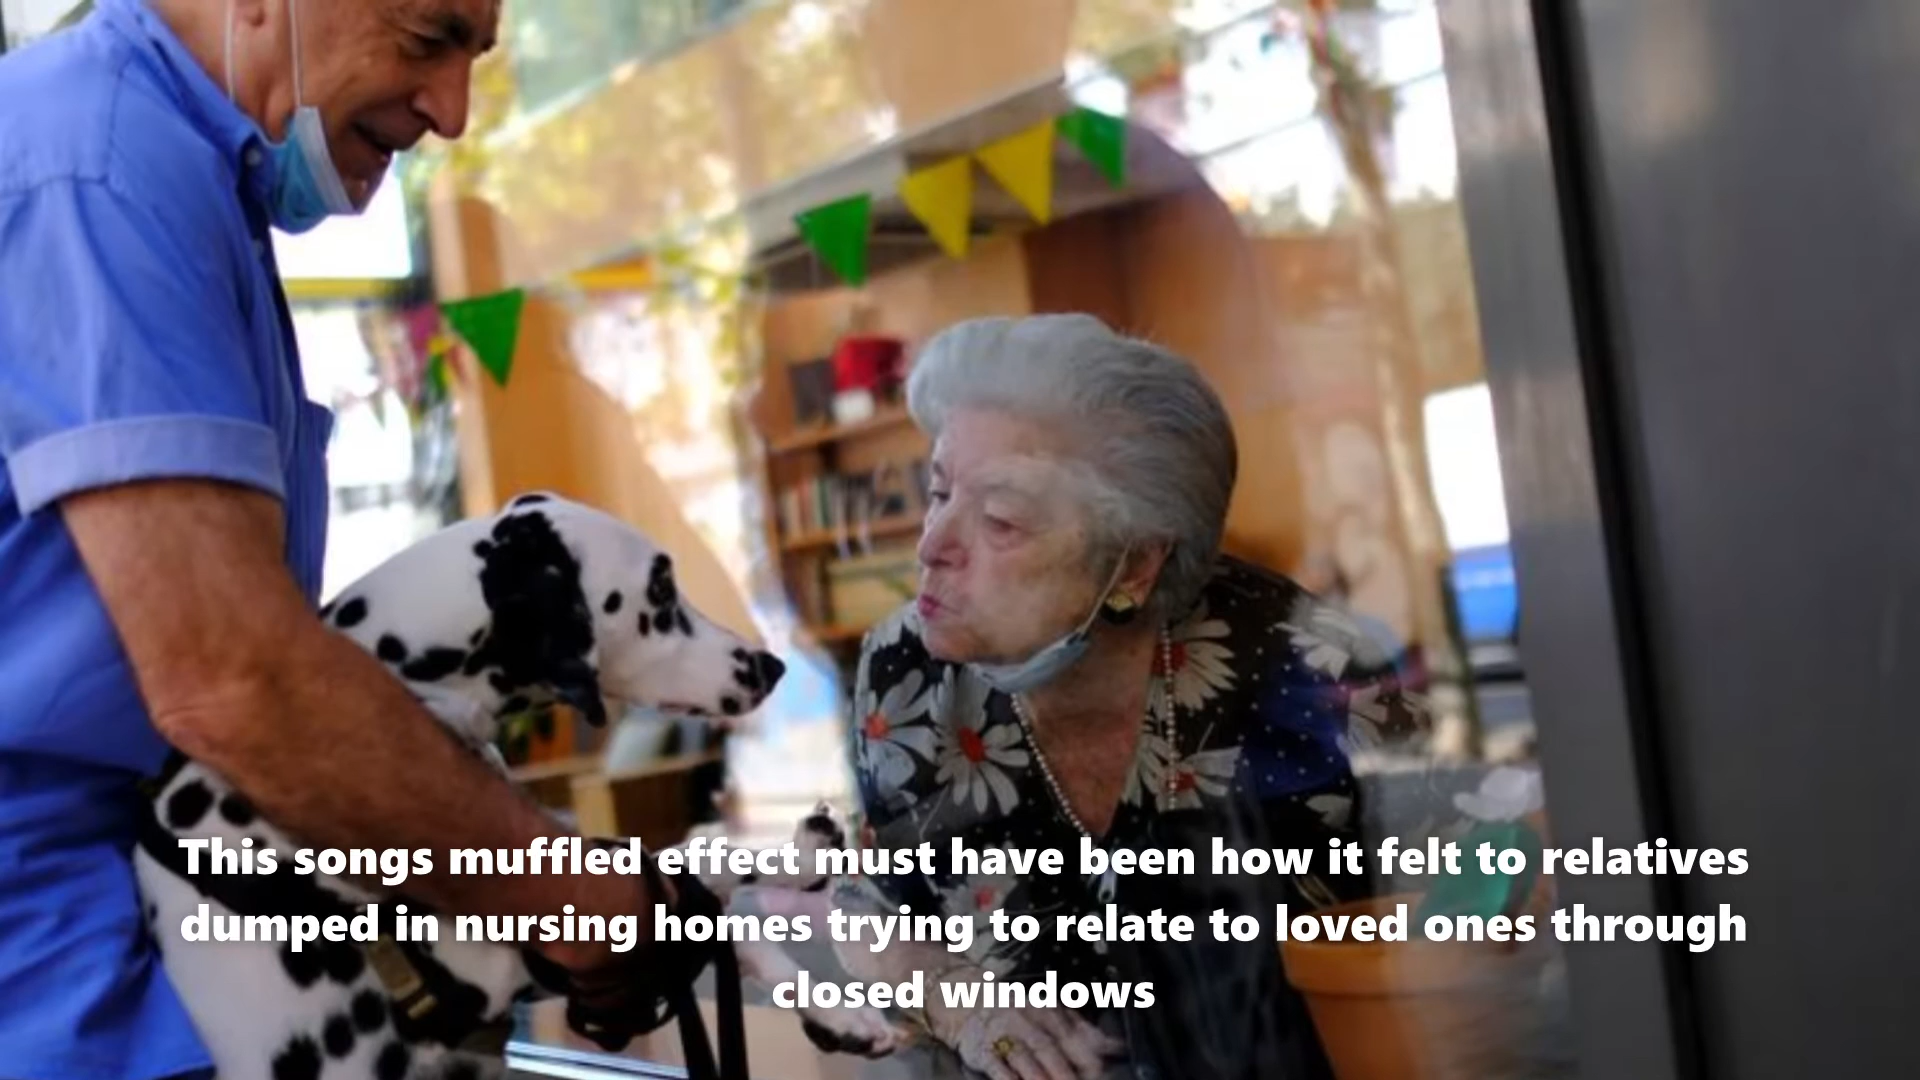 This songs muffled effect must have been how it felt to relatives
dumped in nursing homes trying to relate to loved ones through
closed windows